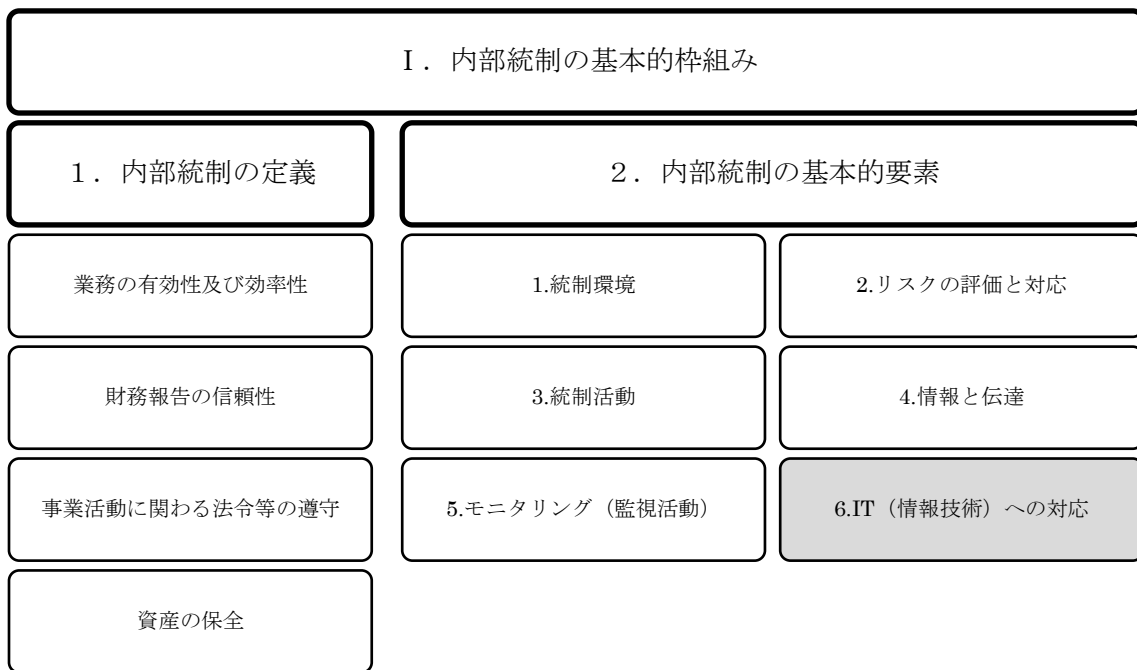 Ⅰ．内部統制の基本的枠組み
１．内部統制の定義
２．内部統制の基本的要素
業務の有効性及び効率性
1.統制環境
2.リスクの評価と対応
財務報告の信頼性
3.統制活動
4.情報と伝達
事業活動に関わる法令等の遵守
5.モニタリング（監視活動）
6.IT（情報技術）への対応
資産の保全